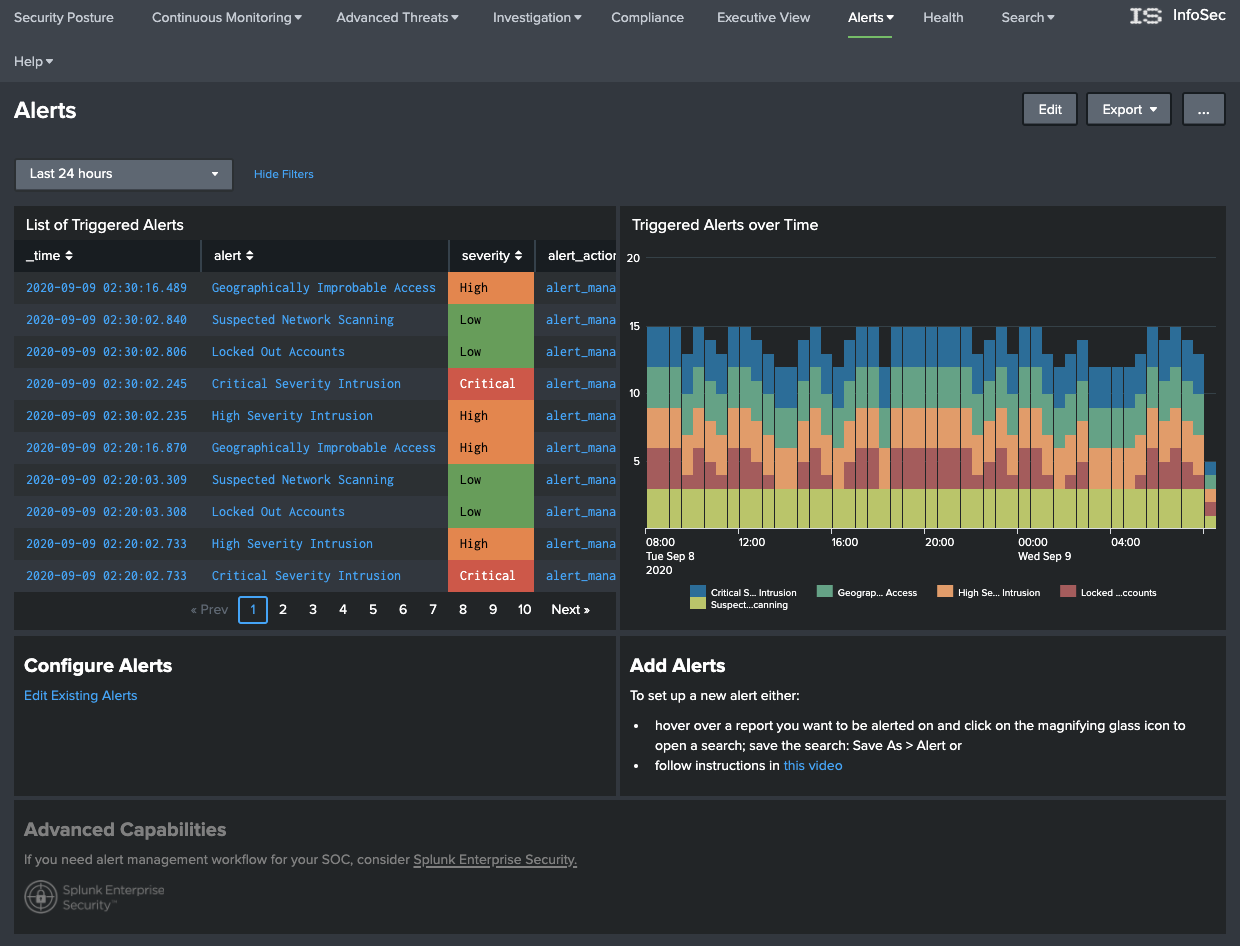 Security Posture Continuous Monitoring Advanced Threats Investigation Compliance Executive View Alerts Health Search IS InfoSec
Help
Alerts
Edit Export ...
Last 24 hours Hide Filters
List of Triggered Alerts
_time alert severity alert_action
2020-09-09 02:30:16.489 Geographically Improbable Access High alert_mana
2020-09-09 02:30:02.840 Suspected Network Scanning Low alert_mana
2020-09-09 02:30:02.806 Locked Out Accounts Low alert_mana
2020-09-09 02:30:02.245 Critical Severity Intrusion Critical alert_mana
2020-09-09 02:30:02.235 High Severity Intrusion High alert_mana
2020-09-09 02:20:16.870 Geographically Improbable Access High alert_mana
2020-09-09 02:20:03.309 Suspected Network Scanning Low alert_mana
2020-09-09 02:20:03.308 Locked Out Accounts Low alert_mana
2020-09-09 02:20:02.733 High Severity Intrusion High alert_mana
2020-09-09 02:20:02.733 Critical Severity Intrusion Critical alert_mana
« Prev 1 2 3 4 5 6 7 8 9 10 Next »
Triggered Alerts over Time
20
15
10
5
08:00 12:00 16:00 20:00 00:00 04:00
Tue Sep 8 Wed Sep 9
2020
Critical S... Intrusion Geograp... Access High Se... Intrusion Locked ...ccounts
Suspect...canning
Configure Alerts
Edit Existing Alerts
Add Alerts
To set up a new alert either:
• hover over a report you want to be alerted on and click on the magnifying glass icon to
open a search; save the search: Save As > Alert or
• follow instructions in this video
Advanced Capabilities
If you need alert management workflow for your SOC, consider Splunk Enterprise Security.
Splunk Enterprise
Security™